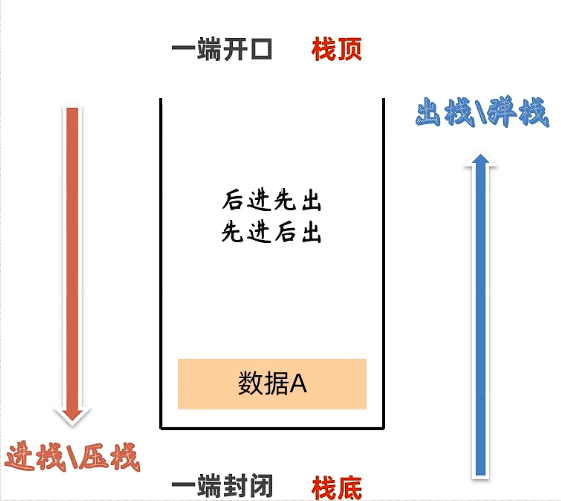 一端开口 栈顶
出栈\弹栈
后进先出
先进后出
数据A
进栈\压栈
一端封闭 栈底